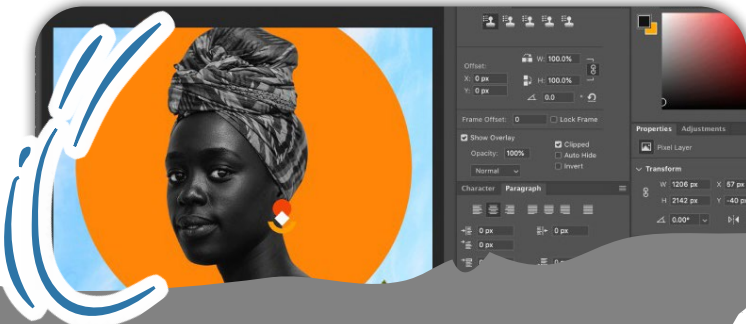 W: 100.0%
Offset:
X: 0 px
H: 100.0%
Y: 0 px
0.0 °
Frame Offset: 0 Lock Frame
Show Overlay
Clipped
Opacity: 100%
Auto Hide
Invert
Normal
Character Paragraph
0 px 0 px
0 px
Properties Adjustments
Pixel Layer
Transform
W 1206 px X 57 px
H 2142 px Y -40 px
0.00°